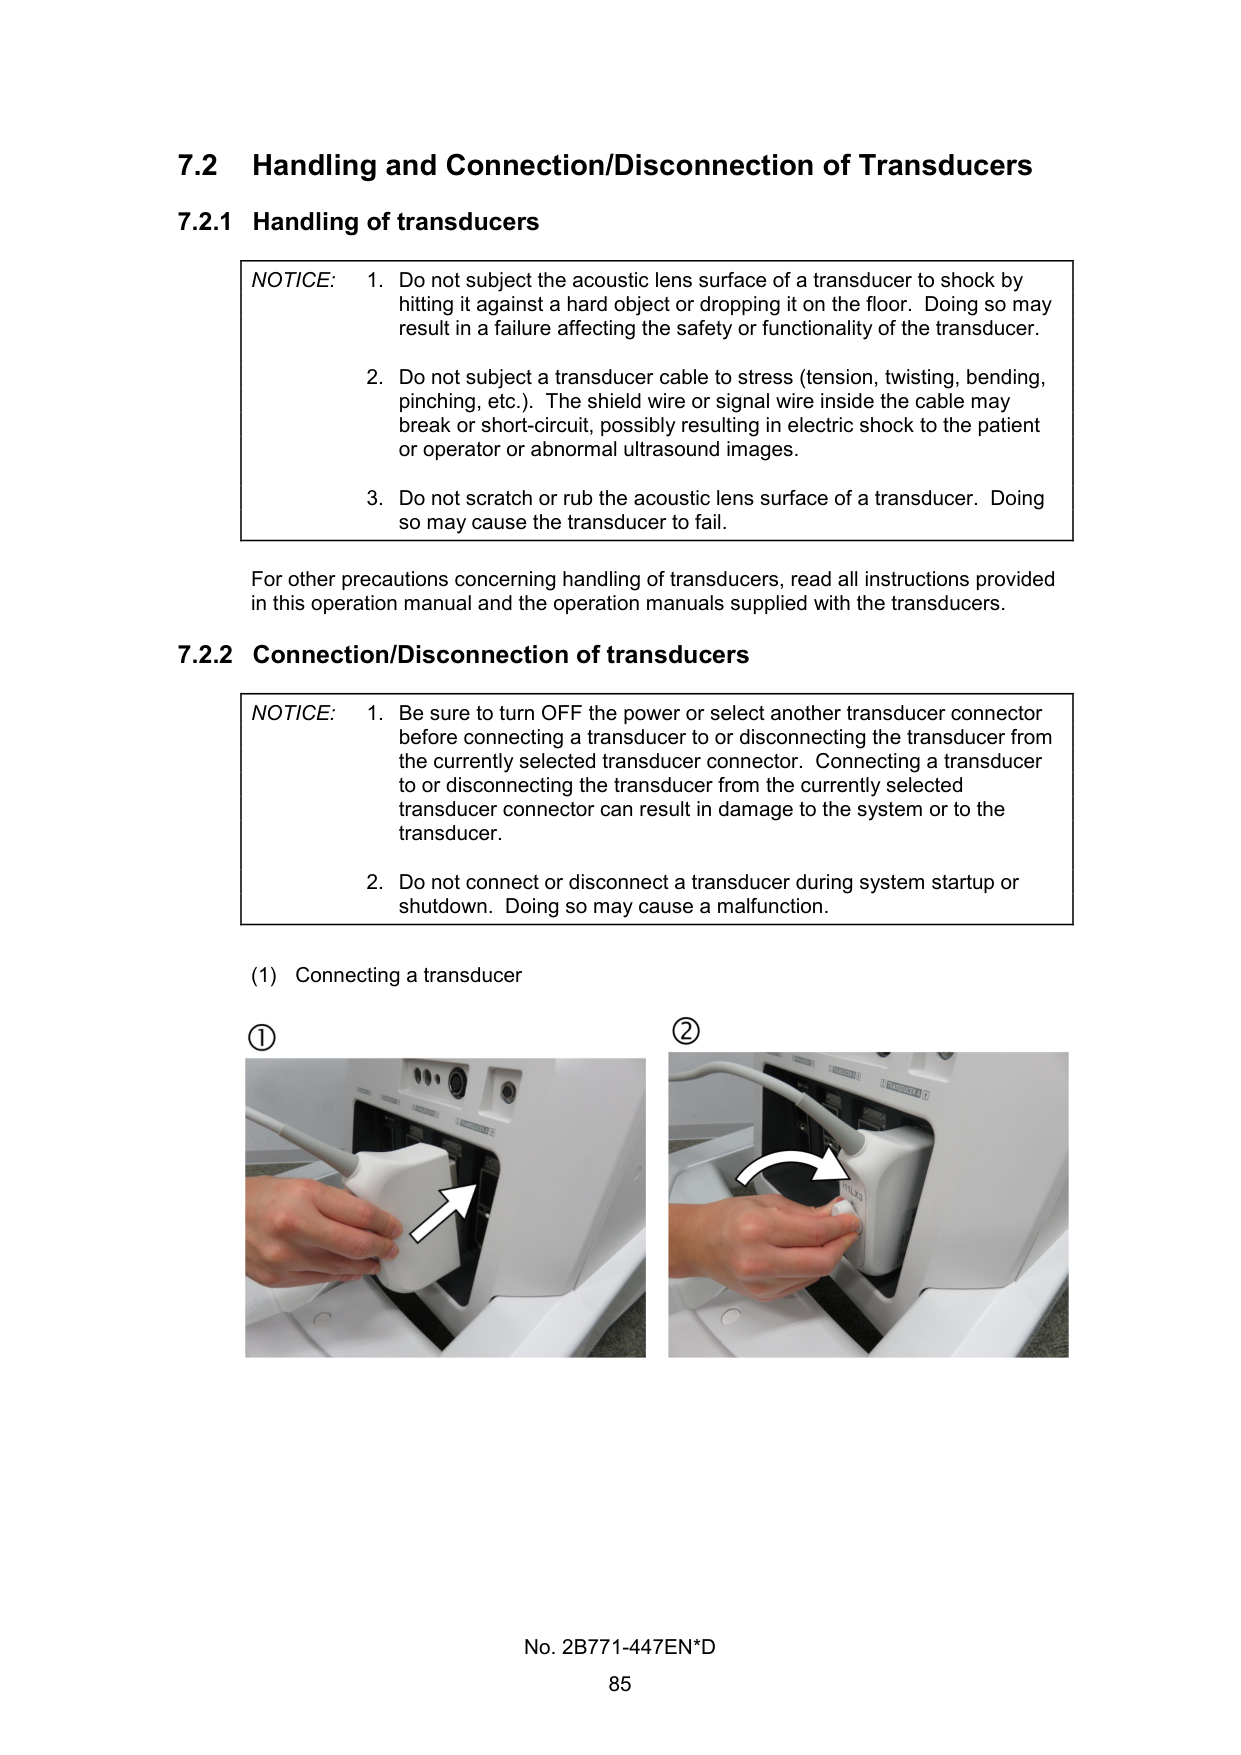 7.2 Handling and Connection/Disconnection of Transducers
7.2.1 Handling of transducers
NOTICE: 1. Do not subject the acoustic lens surface of a transducer to shock by
hitting it against a hard object or dropping it on the floor. Doing so may
result in a failure affecting the safety or functionality of the transducer.
2. Do not subject a transducer cable to stress (tension, twisting, bending,
pinching, etc.). The shield wire or signal wire inside the cable may
break or short-circuit, possibly resulting in electric shock to the patient
or operator or abnormal ultrasound images.
3. Do not scratch or rub the acoustic lens surface of a transducer. Doing
so may cause the transducer to fail.
For other precautions concerning handling of transducers, read all instructions provided
in this operation manual and the operation manuals supplied with the transducers.
7.2.2 Connection/Disconnection of transducers
NOTICE: 1. Be sure to turn OFF the power or select another transducer connector
before connecting a transducer to or disconnecting the transducer from
the currently selected transducer connector. Connecting a transducer
to or disconnecting the transducer from the currently selected
transducer connector can result in damage to the system or to the
transducer.
2. Do not connect or disconnect a transducer during system startup or
shutdown. Doing so may cause a malfunction.
(1) Connecting a transducer
① ②
No. 2B771-447EN*D
85